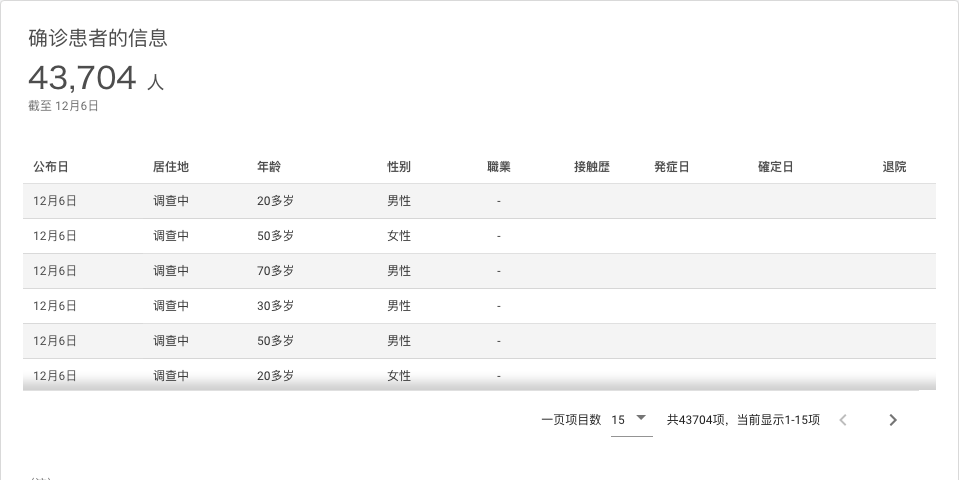 确诊患者的信息
43,704 人
截至 12月6日
公布日 居住地 年龄 性别 職業 接触歴 発症日 確定日 退院
12月6日 调查中 20多岁 男性 -
12月6日 调查中 50多岁 女性 -
12月6日 调查中 70多岁 男性 -
12月6日 调查中 30多岁 男性 -
12月6日 调查中 50多岁 男性 -
12月6日 调查中 20多岁 女性 -
一页项目数 15 共43704项，当前显示1-15项